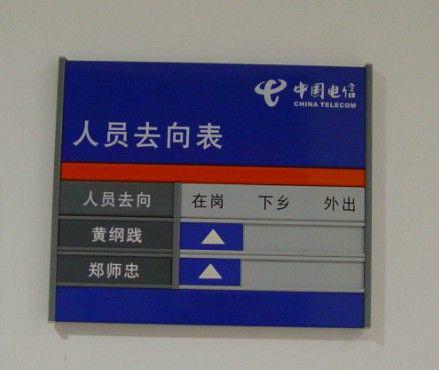 中国电信
CHINA TELECOM
人员去向表
人员去向 在岗 下乡 外出
黄纲践
郑师忠